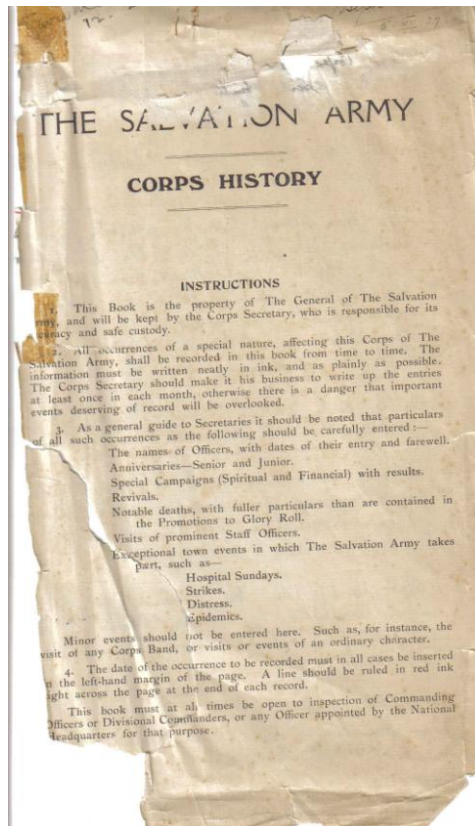 THE SALVATION ARMY
CORPS HISTORY
INSTRUCTIONS
1. This Book is the property of The General of The Salvation
Army, and will be kept by the Corps Secretary, who is responsible for its
accuracy and safe custody.
2. All occurrences of a special nature, affecting this Corps of The
Salvation Army, shall be recorded in this book from time to time. The
information must be written neatly in ink, and as plainly as possible.
The Corps Secretary should make it his business to write up the entries
at least once in each month, otherwise there is a danger that important
events deserving of record will be overlooked.
3. As a general guide to Secretaries it should be noted that particulars
of all such occurrences as the following should be carefully entered :—
The names of Officers, with dates of their entry and farewell.
Anniversaries—Senior and Junior.
Special Campaigns (Spiritual and Financial) with results.
Revivals.
Notable deaths, with fuller particulars than are contained in
the Promotions to Glory Roll.
Visits of prominent Staff Officers.
Exceptional town events in which The Salvation Army takes
part, such as—
Hospital Sundays.
Strikes.
Distress.
Epidemics.
Minor events should not be entered here. Such as, for instance, the
visit of any Corps Band, or visits or events of an ordinary character.
4. The date of the occurrence to be recorded must in all cases be inserted
in the left-hand margin of the page. A line should be ruled in red ink
right across the page at the end of each record.
This book must at all times be open to inspection of Commanding
Officers or Divisional Commanders, or any Officer appointed by the National
Headquarters for that purpose.